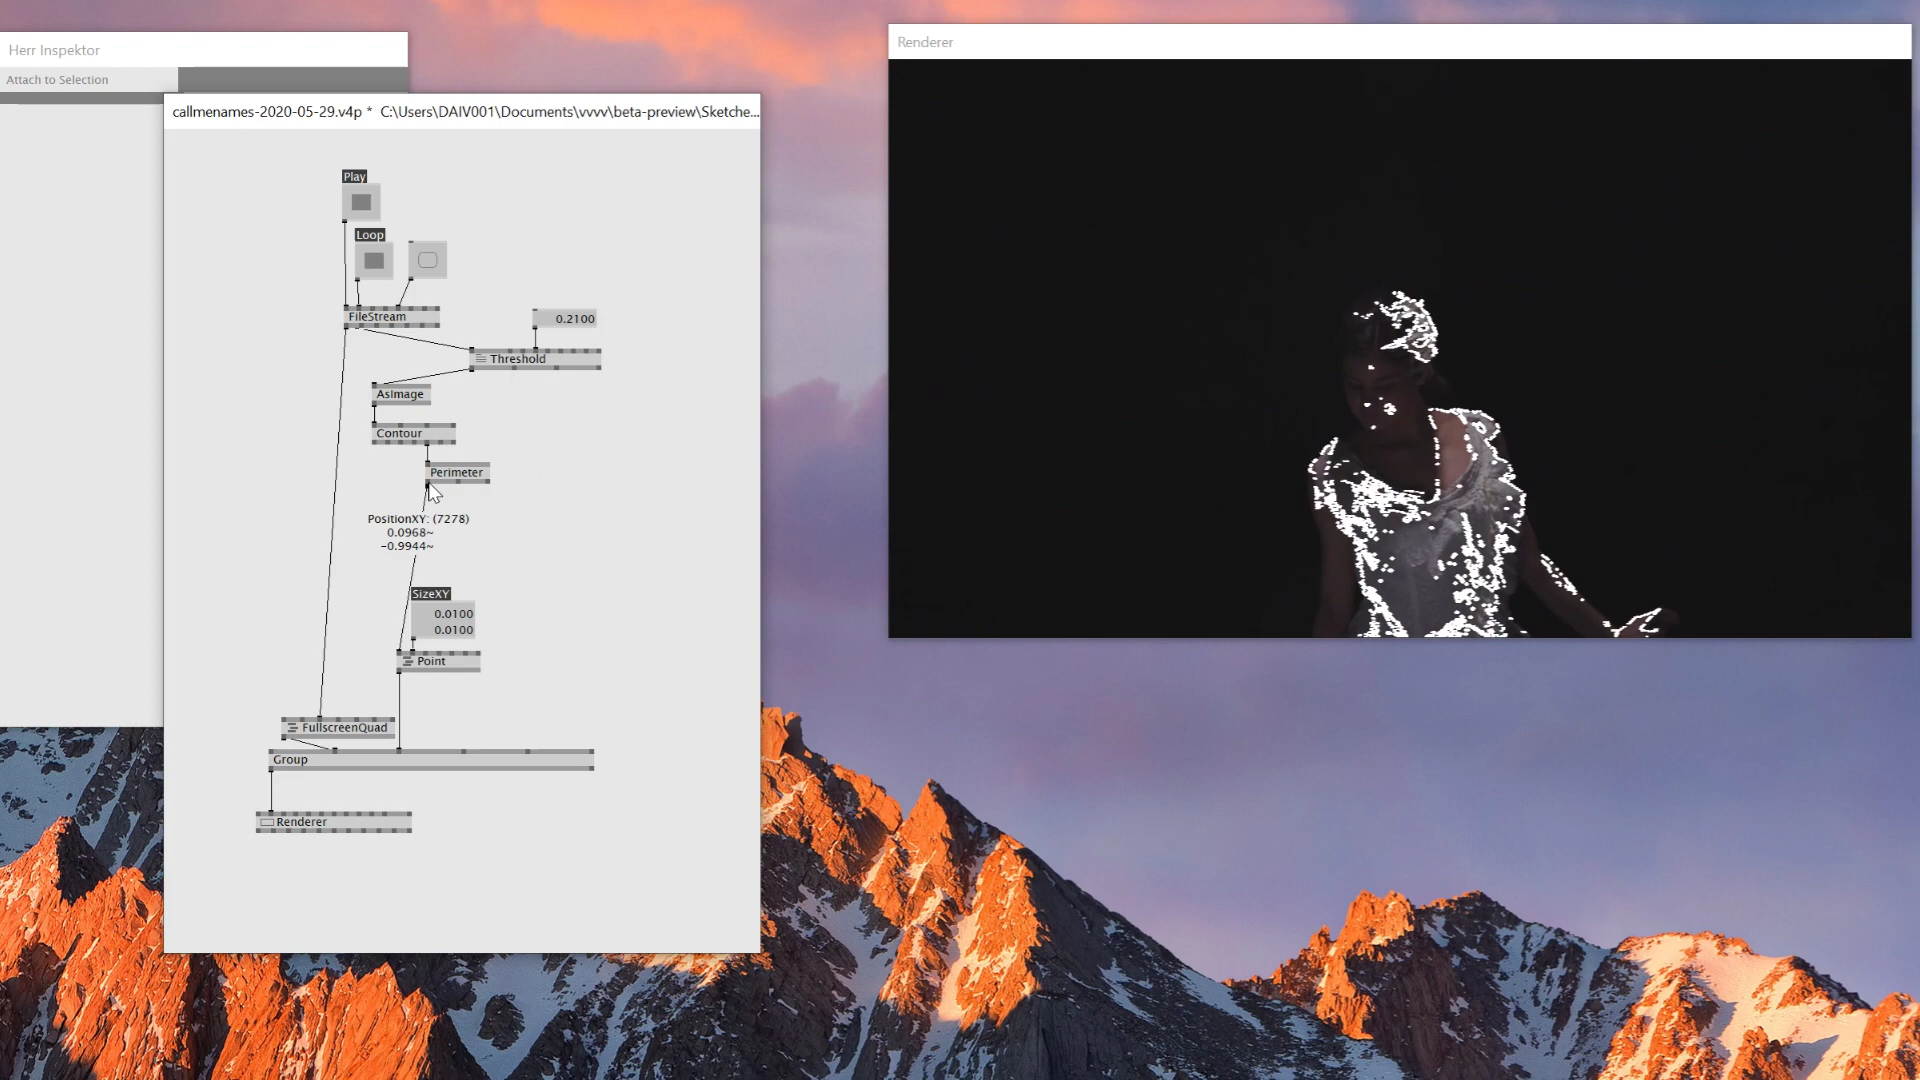 Herr Inspektor
Attach to Selection
callmenames-2020-05-29.v4p * C:\Users\DAIV001\Documents\vvvv\beta-preview\Sketche...
Play
Loop
FileStream
0.2100
Threshold
AsImage
Contour
Perimeter
PositionXY: (7278)
0.0968~
-0.9944~
SizeXY
0.0100
0.0100
Point
FullscreenQuad
Group
Renderer
Renderer